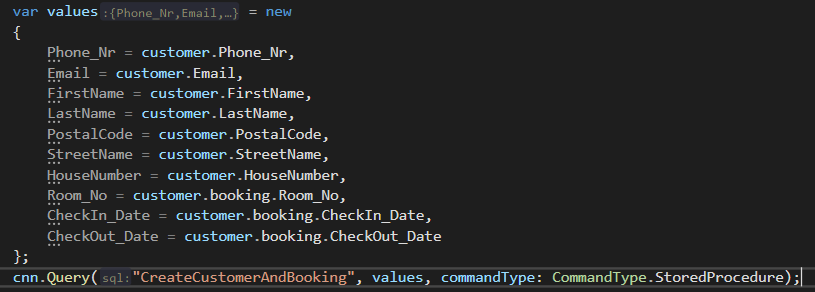 var values:{Phone_Nr,Email,…} = new
{
Phone_Nr = customer.Phone_Nr,
Email = customer.Email,
FirstName = customer.FirstName,
LastName = customer.LastName,
PostalCode = customer.PostalCode,
StreetName = customer.StreetName,
HouseNumber = customer.HouseNumber,
Room_No = customer.booking.Room_No,
CheckIn_Date = customer.booking.CheckIn_Date,
CheckOut_Date = customer.booking.CheckOut_Date
};
cnn.Query(sql:"CreateCustomerAndBooking", values, commandType: CommandType.StoredProcedure);